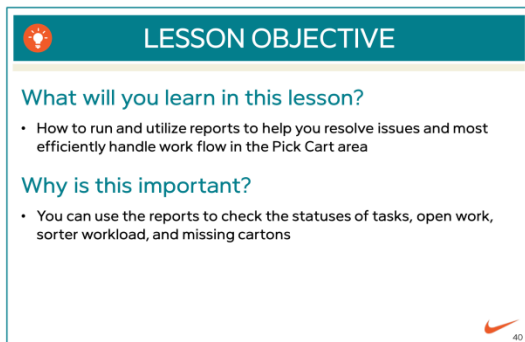 LESSON OBJECTIVE
What will you learn in this lesson?
• How to run and utilize reports to help you resolve issues and most
efficiently handle work flow in the Pick Cart area
Why is this important?
• You can use the reports to check the statuses of tasks, open work,
sorter workload, and missing cartons
40